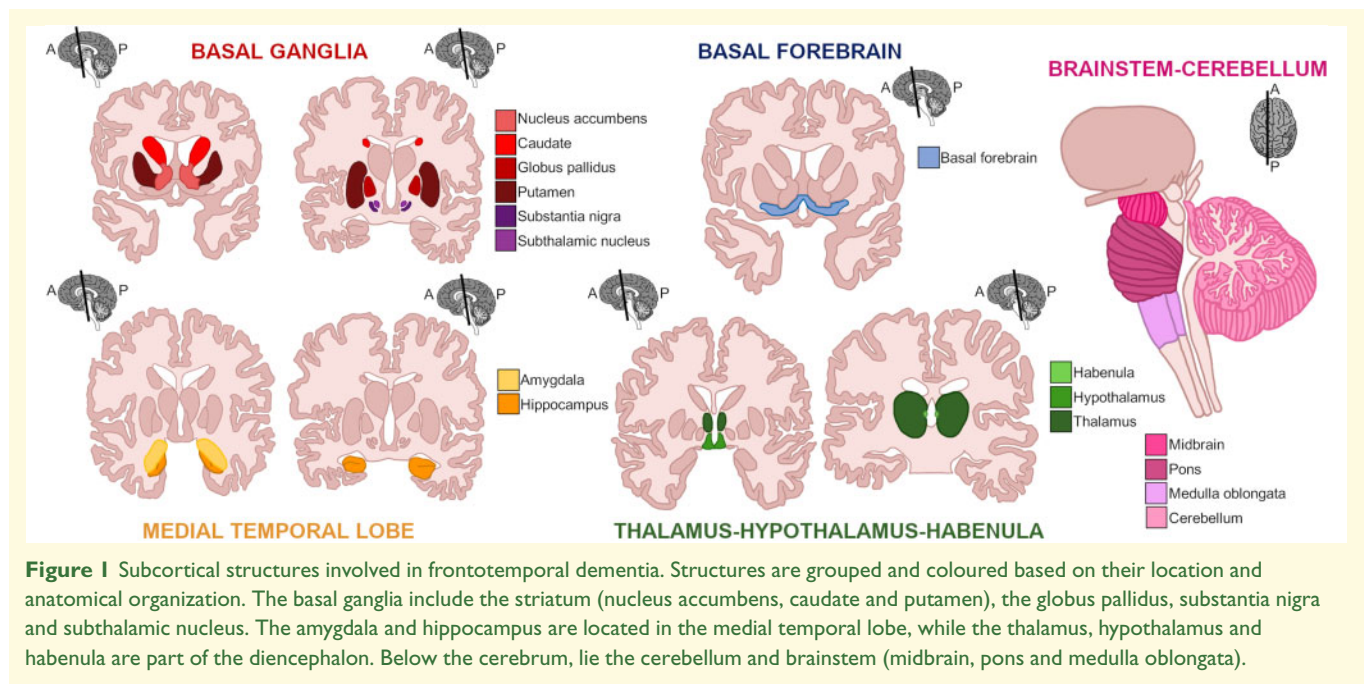 BASAL GANGLIA
A
P
A
P
Nucleus accumbens
Caudate
Globus pallidus
Putamen
Substantia nigra
Subthalamic nucleus
BASAL FOREBRAIN
A
P
Basal forebrain
BRAINSTEM-CEREBELLUM
A
P
A
P
A
P
Amygdala
Hippocampus
MEDIAL TEMPORAL LOBE
A
P
A
P
Habenula
Hypothalamus
Thalamus
THALAMUS-HYPOTHALAMUS-HABENULA
Midbrain
Pons
Medulla oblongata
Cerebellum
Figure 1 Subcortical structures involved in frontotemporal dementia. Structures are grouped and coloured based on their location and
anatomical organization. The basal ganglia include the striatum (nucleus accumbens, caudate and putamen), the globus pallidus, substantia nigra
and subthalamic nucleus. The amygdala and hippocampus are located in the medial temporal lobe, while the thalamus, hypothalamus and
habenula are part of the diencephalon. Below the cerebrum, lie the cerebellum and brainstem (midbrain, pons and medulla oblongata).